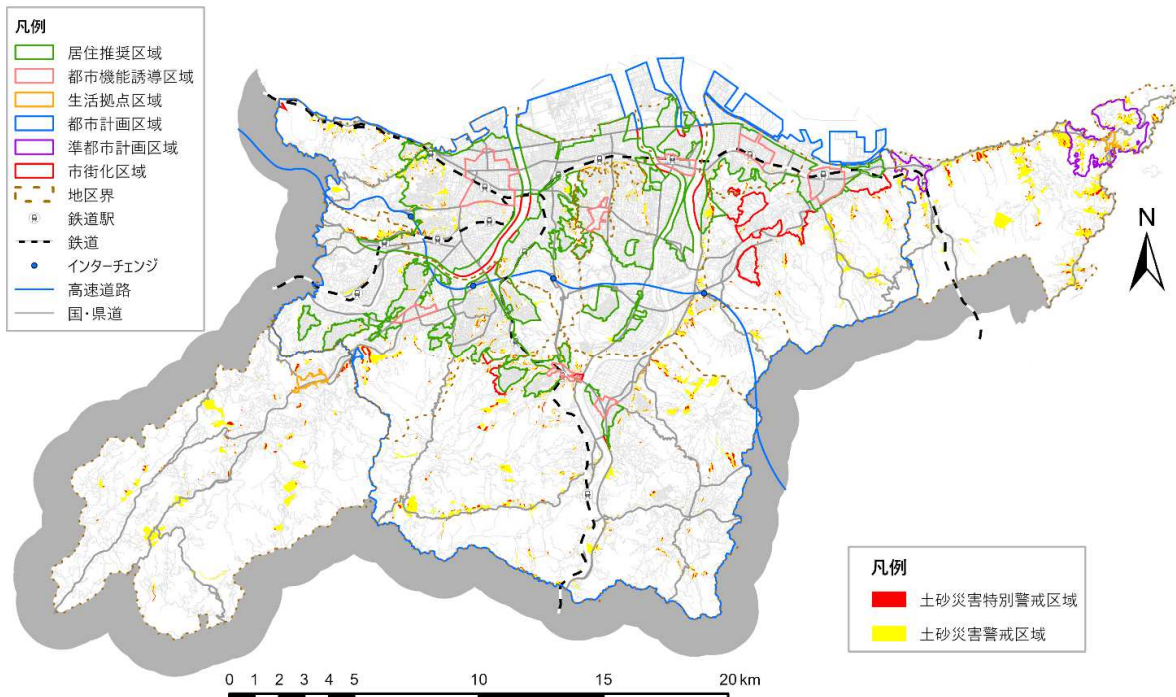 凡例
居住推奨区域
都市機能誘導区域
生活拠点区域
都市計画区域
準都市計画区域
市街化区域
地区界
鉄道駅
鉄道
インターチェンジ
高速道路
国・県道
N
凡例
土砂災害特別警戒区域
土砂災害警戒区域
0 1 2 3 4 5 10 15 20 km